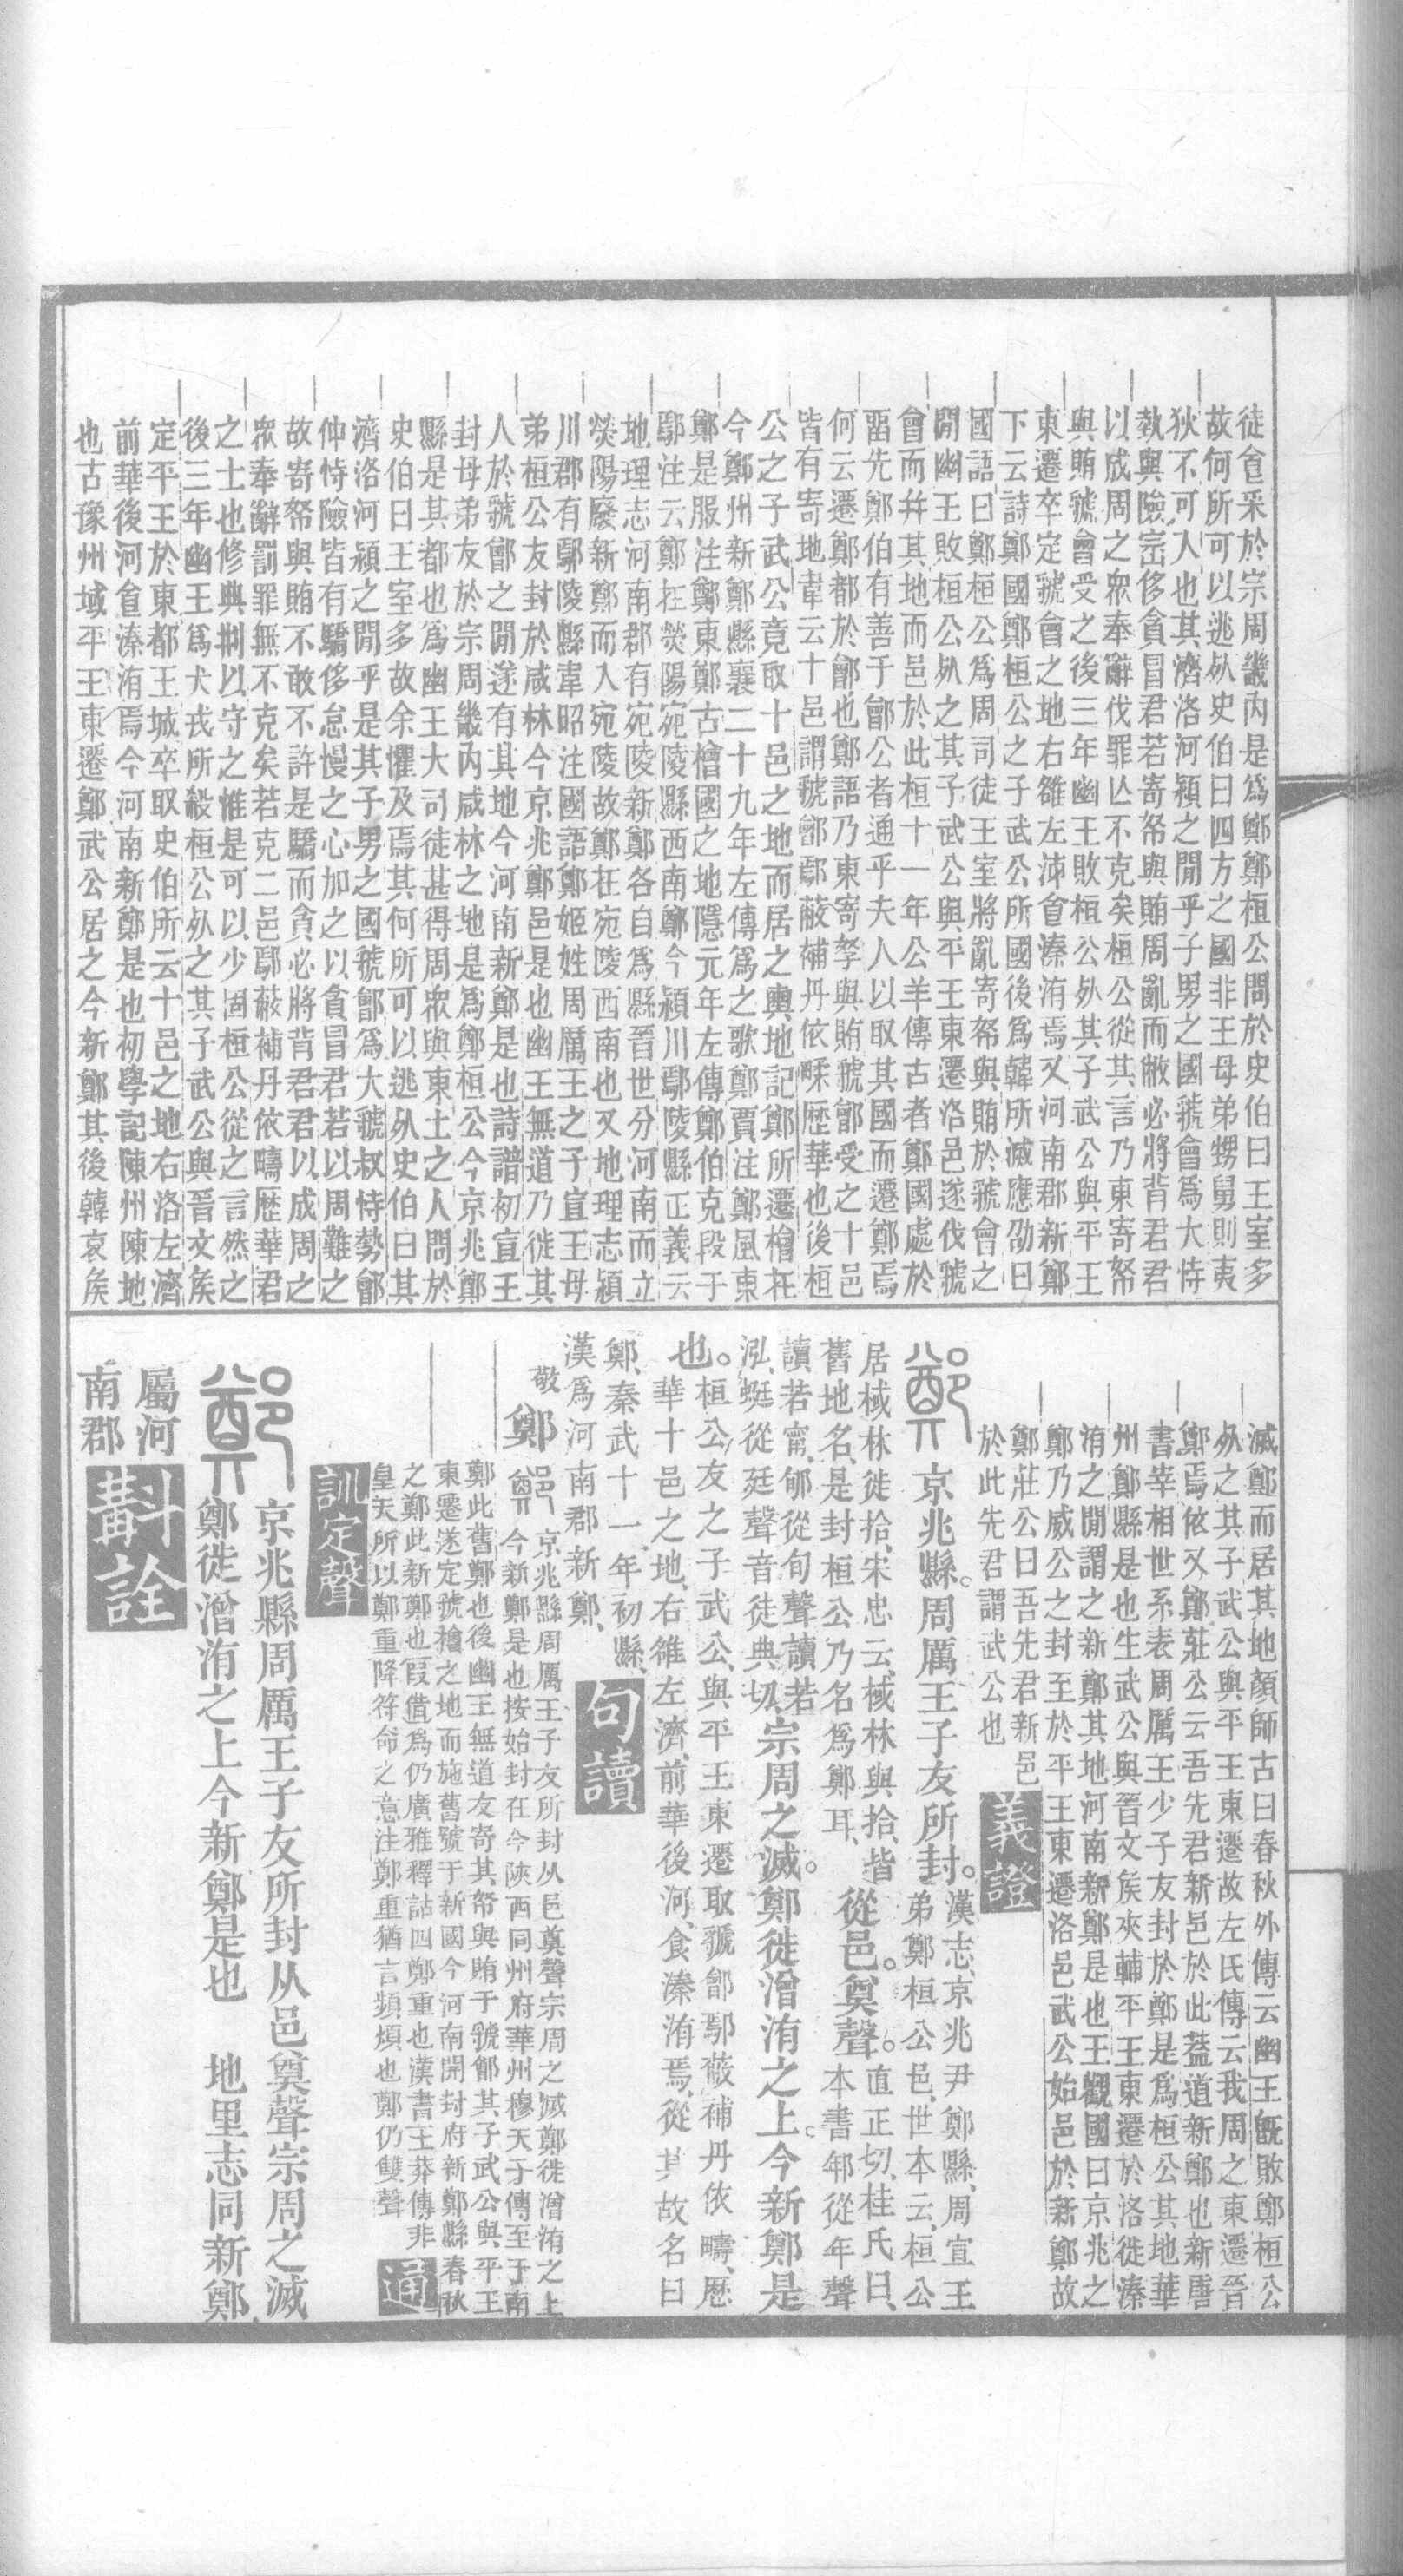 徒食采於宗周畿內是爲鄭鄭桓公問於史伯曰王室多
故何所可以逃𣦸史伯曰四方之國非王母弟甥舅則夷
狄不可入也其濟洛河潁之閒乎子男之國虢會爲大恃
埶與險崈侈貪冒君若寄帑與賄周亂而敝必將背君君
以成周之眾奉辭伐罪亾不克矣桓公從其言乃東寄帑
與賄虢會受之後三年幽王敗桓公𣦸其子武公與平王
東遷卒定虢會之地右雒左泲食溱洧焉又河南郡新鄭
下云詩鄭國鄭桓公之子武公所國後爲韓所滅應劭曰
國語曰鄭桓公爲周司徒王室將亂寄帑與賄於虢會之
閒幽王敗桓公𣦸之其子武公與平王東遷洛邑遂伐虢
會而幷其地而邑於此桓十一年公羊傳古者鄭國處於
畱先鄭伯有善于鄶公者通乎夫人以取其國而遷鄭焉
何云遷鄭都於鄶也鄭語乃東寄孥與賄虢鄶受之十邑
皆有寄地韋云十邑謂虢鄶鄢蔽補丹依𪏮歷華也後桓
公之子武公竟取十邑之地而居之輿地記鄭所遷檜在
今鄭州新鄭縣襄二十九年左傳爲之歌鄭賈注鄭風東
鄭是服注鄭東鄭古檜國之地隱元年左傳鄭伯克段于
鄢注云鄭在熒陽宛陵縣西南鄭今潁川鄢陵縣正義云
地理志河南郡有宛陵新鄭各自爲縣晉世分河南而立
熒陽廢新鄭而入宛陵故鄭在宛陵西南也又地理志潁
川郡有鄢陵縣韋昭注國語鄭姬姓周厲王之子宣王母
弟桓公友封於咸林今京兆鄭邑是也幽王無道乃徙其
人於虢鄶之閒遂有其地今河南新鄭是也詩譜初宣王
封母弟友於宗周畿內咸林之地是爲鄭桓公今京兆鄭
縣是其都也爲幽王大司徒甚得周眾與東土之人問於
史伯曰王室多故余懼及焉其何所可以逃𣦸史伯曰其
濟洛河潁之閒乎是其子男之國虢鄶爲大虢叔恃勢鄶
仲恃險皆有驕侈怠慢之心加之以貪冒君若以周難之
故寄帑與賄不敢不許是驕而貪必將背君君以成周之
眾奉辭罰罪無不克矣若克二邑鄢蔽補丹依疇歷華君
之土也修典荆以守之惟是可以少固桓公從之言然之
後三年幽王爲犬戎所殺桓公𣦸之其子武公與晉文矦
定平王於東都王城卒取史伯所云十邑之地右洛左濟
前華後河食溱洧焉今河南新鄭是也初學記陳州陳地
也古豫州域平王東遷鄭武公居之今新鄭其後韓哀矦
滅鄭而居其地顏師古曰春秋外傳云幽王旣敗鄭桓公
𣦸之其子武公與平王東遷故左氏傳云我周之東遷晉
鄭焉依又鄭莊公云吾先君新邑於此葢道新鄭也新唐
書宰相世系表周厲王少子友封於鄭是爲桓公其地華
州鄭縣是也生武公與晉文矦夾輔平王東遷於洛徙溱
洧之閒謂之新鄭其地河南新鄭是也王觀國曰京兆之
鄭乃威公之封至於平王東遷洛邑武公始邑於新鄭故
鄭莊公曰吾先君新邑
於此先君謂武公也 義證
京兆縣。周厲王子友所封。漢志、京兆尹鄭縣、周宣王
弟鄭桓公邑、世本云、桓公
居棫林徙拾、宋忠云、棫林與拾、皆
舊地名、是封桓公乃名爲鄭耳、從邑。奠聲。直正切、桂氏曰、
本書䢊從年聲
讀若寧、郇從旬聲讀若
泓、蜓從廷聲音徒典切、宗周之滅。鄭徙潧洧之上。今新鄭是
也。桓公友之子武公、與平王東遷、取虢鄶鄢蔽補丹依疇、歷
華十邑之地、右雒左濟、前華後河、食溱洧焉、從其故名曰
鄭、秦武十一、年初縣、
漢爲河南郡新鄭、 句讀
敬 鄭 京兆縣周厲王子友所封从邑奠聲宗周之滅鄭徙潧洧之上
今新鄭是也按始封在今陝西同州府華州穆天子傳至于南
鄭此舊鄭也後幽王無道友寄其帑與賄于虢鄶其子武公與平王
東遷遂定虢檜之地而施舊號于新國今河南開封府新鄭縣春秋
之鄭此新鄭也叚借爲仍廣雅釋詁四鄭重也漢書王莽傳非
皇天所以鄭重降符命之意注鄭重猶言頻煩也鄭仍雙聲 通
訓定聲
鄭 京兆縣周厲王子友所封从邑奠聲宗周之滅
鄭徙潧洧之上今新鄭是也 地里志同新鄭、
屬河
南郡 斠詮